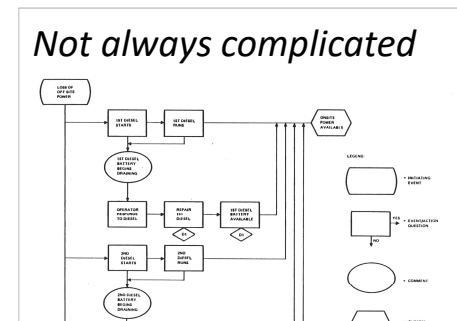 Not always complicated
LOSS OF
OFF SITE
POWER
1ST DIESEL
STARTS
1ST DIESEL
RUNS
ONSITE
POWER
AVAILABLE
1ST DIESEL
BATTERY
BEGINS
DRAINING
LEGEND:
= INITIATING
EVENT
OPERATOR
RESPONDS
TO DIESEL
REPAIR
1ST
DIESEL
1ST DIESEL
BATTERY
AVAILABLE
D1
D1
YES
= EVENT/ACTION
QUESTION
NO
2ND
DIESEL
STARTS
2ND
DIESEL
RUNS
= COMMENT
2ND DIESEL
BATTERY
BEGINS
DRAINING